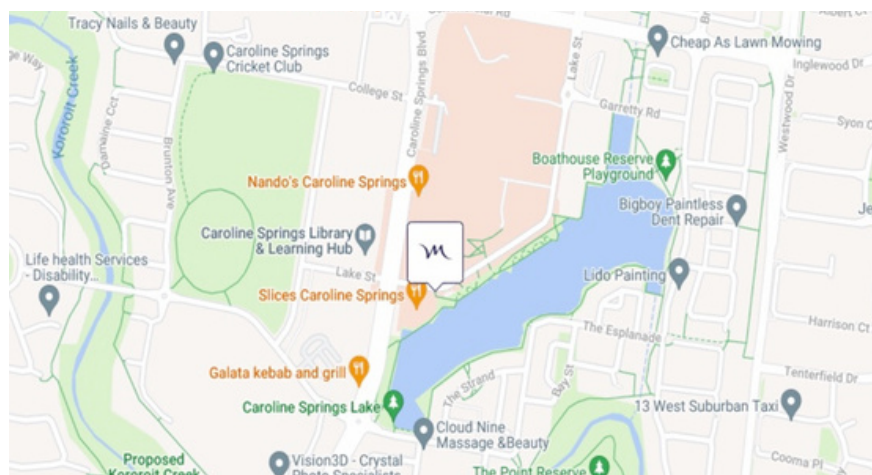 Tracy Nails & Beauty
Caroline Springs
Cricket Club
Cheap As Lawn Mowing
Inglewood Dr
Westwood Dr
Lake St
Caroline Springs Blvd
College St
Garretty Rd
Syon
Kororoit Creek
Damaine Cct
Brunton Ave
Boathouse Reserve
Playground
Nando's Caroline Springs
Bigboy Paintless
Dent Repair
Caroline Springs Library
& Learning Hub
m
Life health Services
- Disability...
Lake St
Slices Caroline Springs
Lido Painting
The Esplanade
Harrison Ct
Galata kebab and grill
The Strand
Bay St
Tenterfield Dr
Caroline Springs Lake
13 West Suburban Taxi
Cloud Nine
Massage &Beauty
Proposed
Kororoit Creek
Vision3D - Crystal
Photo Specialists
The Point Reserve
Cooma Pl